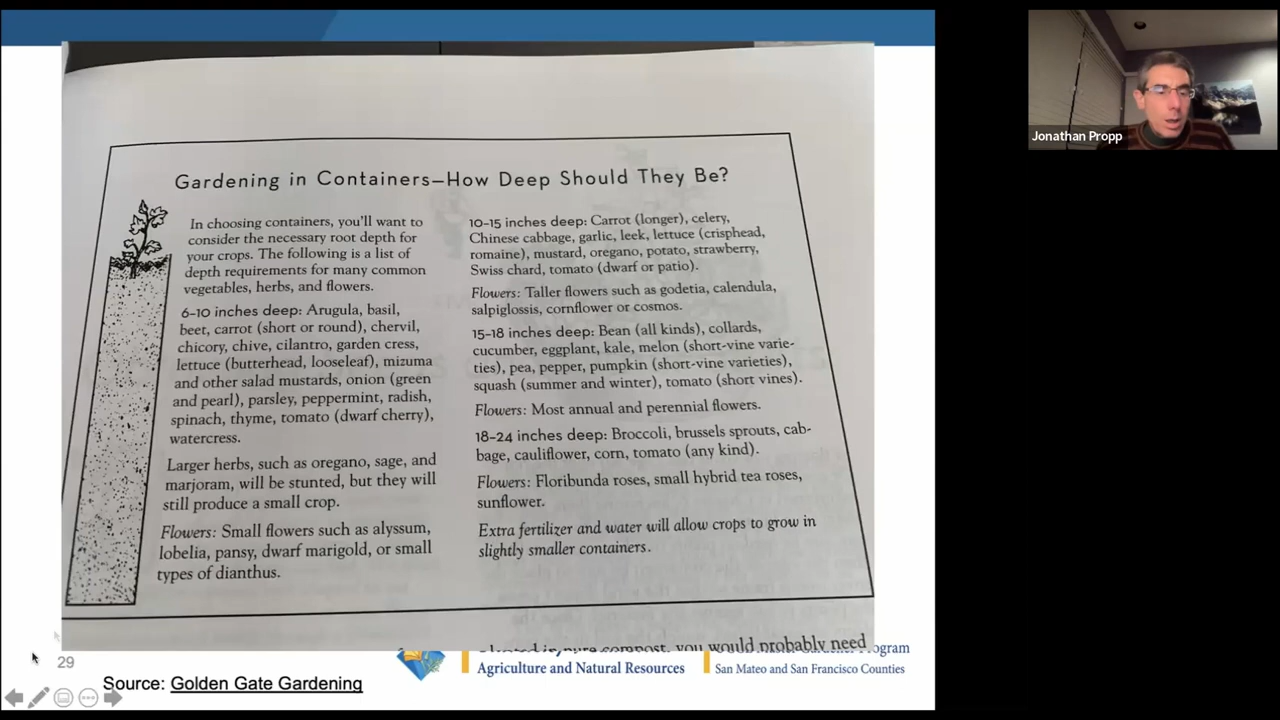 Gardening in Containers—How Deep Should They Be?
In choosing containers, you'll want to
consider the necessary root depth for
your crops. The following is a list of
depth requirements for many common
vegetables, herbs, and flowers.
6–10 inches deep: Arugula, basil,
beet, carrot (short or round), chervil,
chicory, chive, cilantro, garden cress,
lettuce (butterhead, looseleaf), mizuma
and other salad mustards, onion (green
and pearl), parsley, peppermint, radish,
spinach, thyme, tomato (dwarf cherry),
watercress.
Larger herbs, such as oregano, sage, and
marjoram, will be stunted, but they will
still produce a small crop.
Flowers: Small flowers such as alyssum,
lobelia, pansy, dwarf marigold, or small
types of dianthus.
10–15 inches deep: Carrot (longer), celery,
Chinese cabbage, garlic, leek, lettuce (crisphead,
romaine), mustard, oregano, potato, strawberry,
Swiss chard, tomato (dwarf or patio).
Flowers: Taller flowers such as godetia, calendula,
salpiglossis, cornflower or cosmos.
15–18 inches deep: Bean (all kinds), collards,
cucumber, eggplant, kale, melon (short-vine varie-
ties), pea, pepper, pumpkin (short-vine varieties),
squash (summer and winter), tomato (short vines).
Flowers: Most annual and perennial flowers.
18–24 inches deep: Broccoli, brussels sprouts, cab-
bage, cauliflower, corn, tomato (any kind).
Flowers: Floribunda roses, small hybrid tea roses,
sunflower.
Extra fertilizer and water will allow crops to grow in
slightly smaller containers.
in pure compost, you would probably need
Program
Agriculture and Natural Resources
San Mateo and San Francisco Counties
29
Source: Golden Gate Gardening
Jonathan Propp